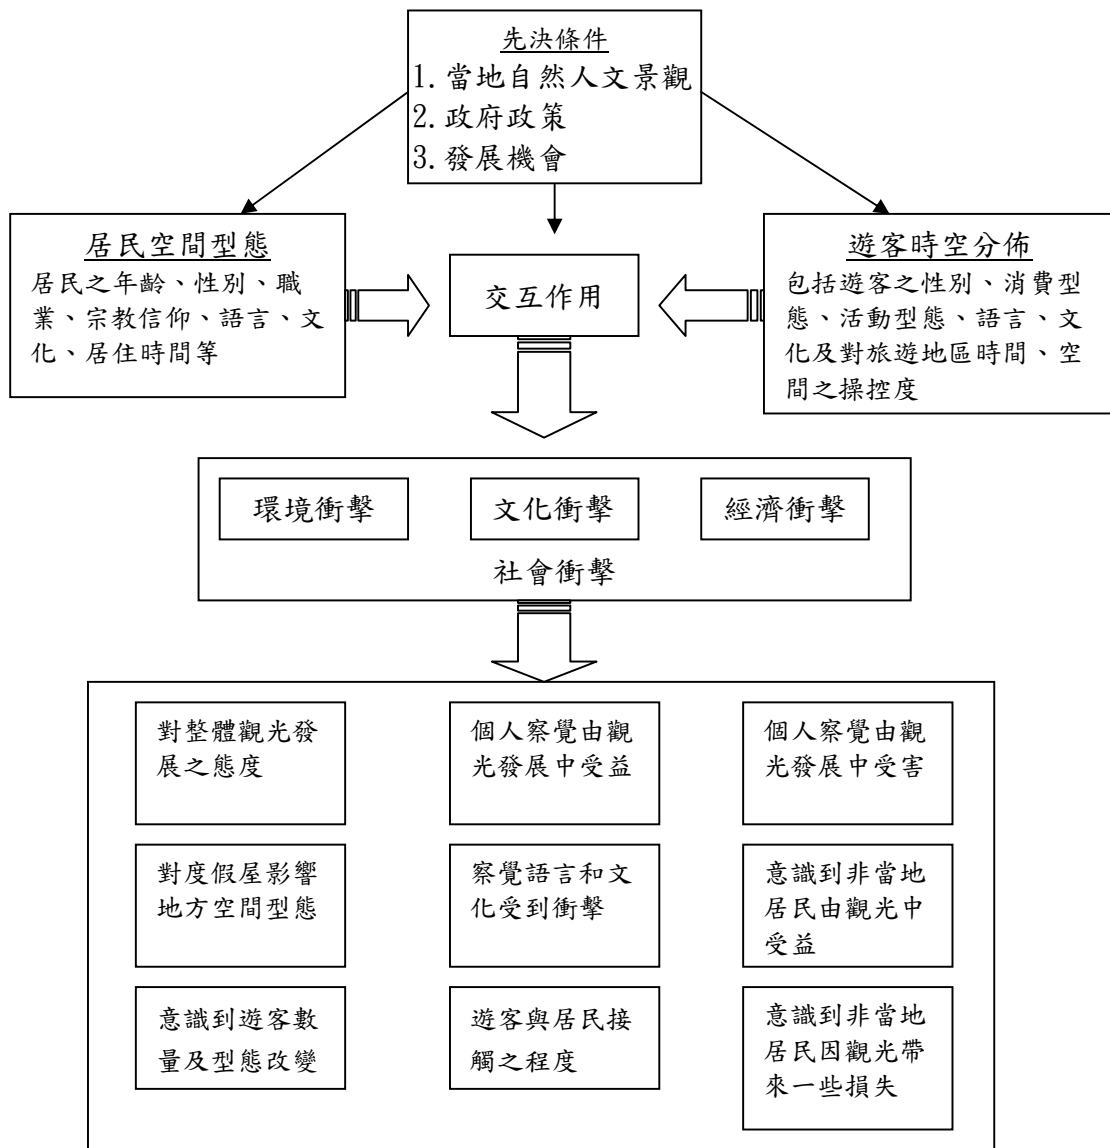 先決條件
1.當地自然人文景觀
2.政府政策
3.發展機會
居民空間型態
居民之年齡、性別、職
業、宗教信仰、語言、文
化、居住時間等
交互作用
遊客時空分佈
包括遊客之性別、消費型
態、活動型態、語言、文
化及對旅遊地區時間、空
間之操控度
環境衝擊
文化衝擊
經濟衝擊
社會衝擊
對整體觀光發
展之態度
個人察覺由觀
光發展中受益
個人察覺由觀
光發展中受害
對度假屋影響
地方空間型態
察覺語言和文
化受到衝擊
意識到非當地
居民由觀光中
受益
意識到遊客數
量及型態改變
遊客與居民接
觸之程度
意識到非當地
居民因觀光帶
來一些損失